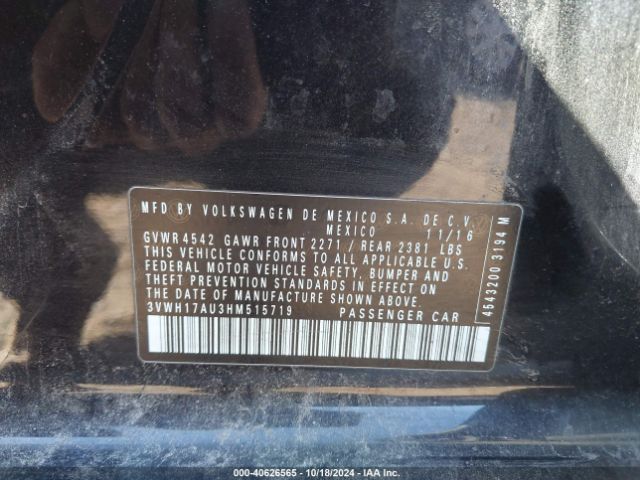 MFD BY VOLKSWAGEN DE MEXICO S.A. DE C.V.
MEXICO 11/16
GVWR 4542 GAWR FRONT 2271 / REAR 2381 LBS
THIS VEHICLE CONFORMS TO ALL APPLICABLE U.S.
FEDERAL MOTOR VEHICLE SAFETY, BUMPER AND
THEFT PREVENTION STANDARDS IN EFFECT ON
THE DATE OF MANUFACTURE SHOWN ABOVE.
3VWH17AU3HM515719 PASSENGER CAR
4543200 3194 M
000-40626565 - 10/18/2024 - IAA Inc.